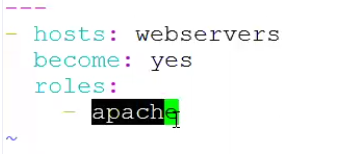 ---
- hosts: webservers
  become: yes
  roles:
    - apache
~